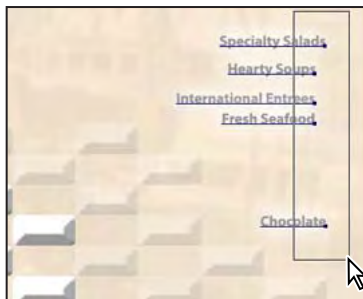 Specialty Salads
Hearty Soups
International Entrees
Fresh Seafood
Chocolate